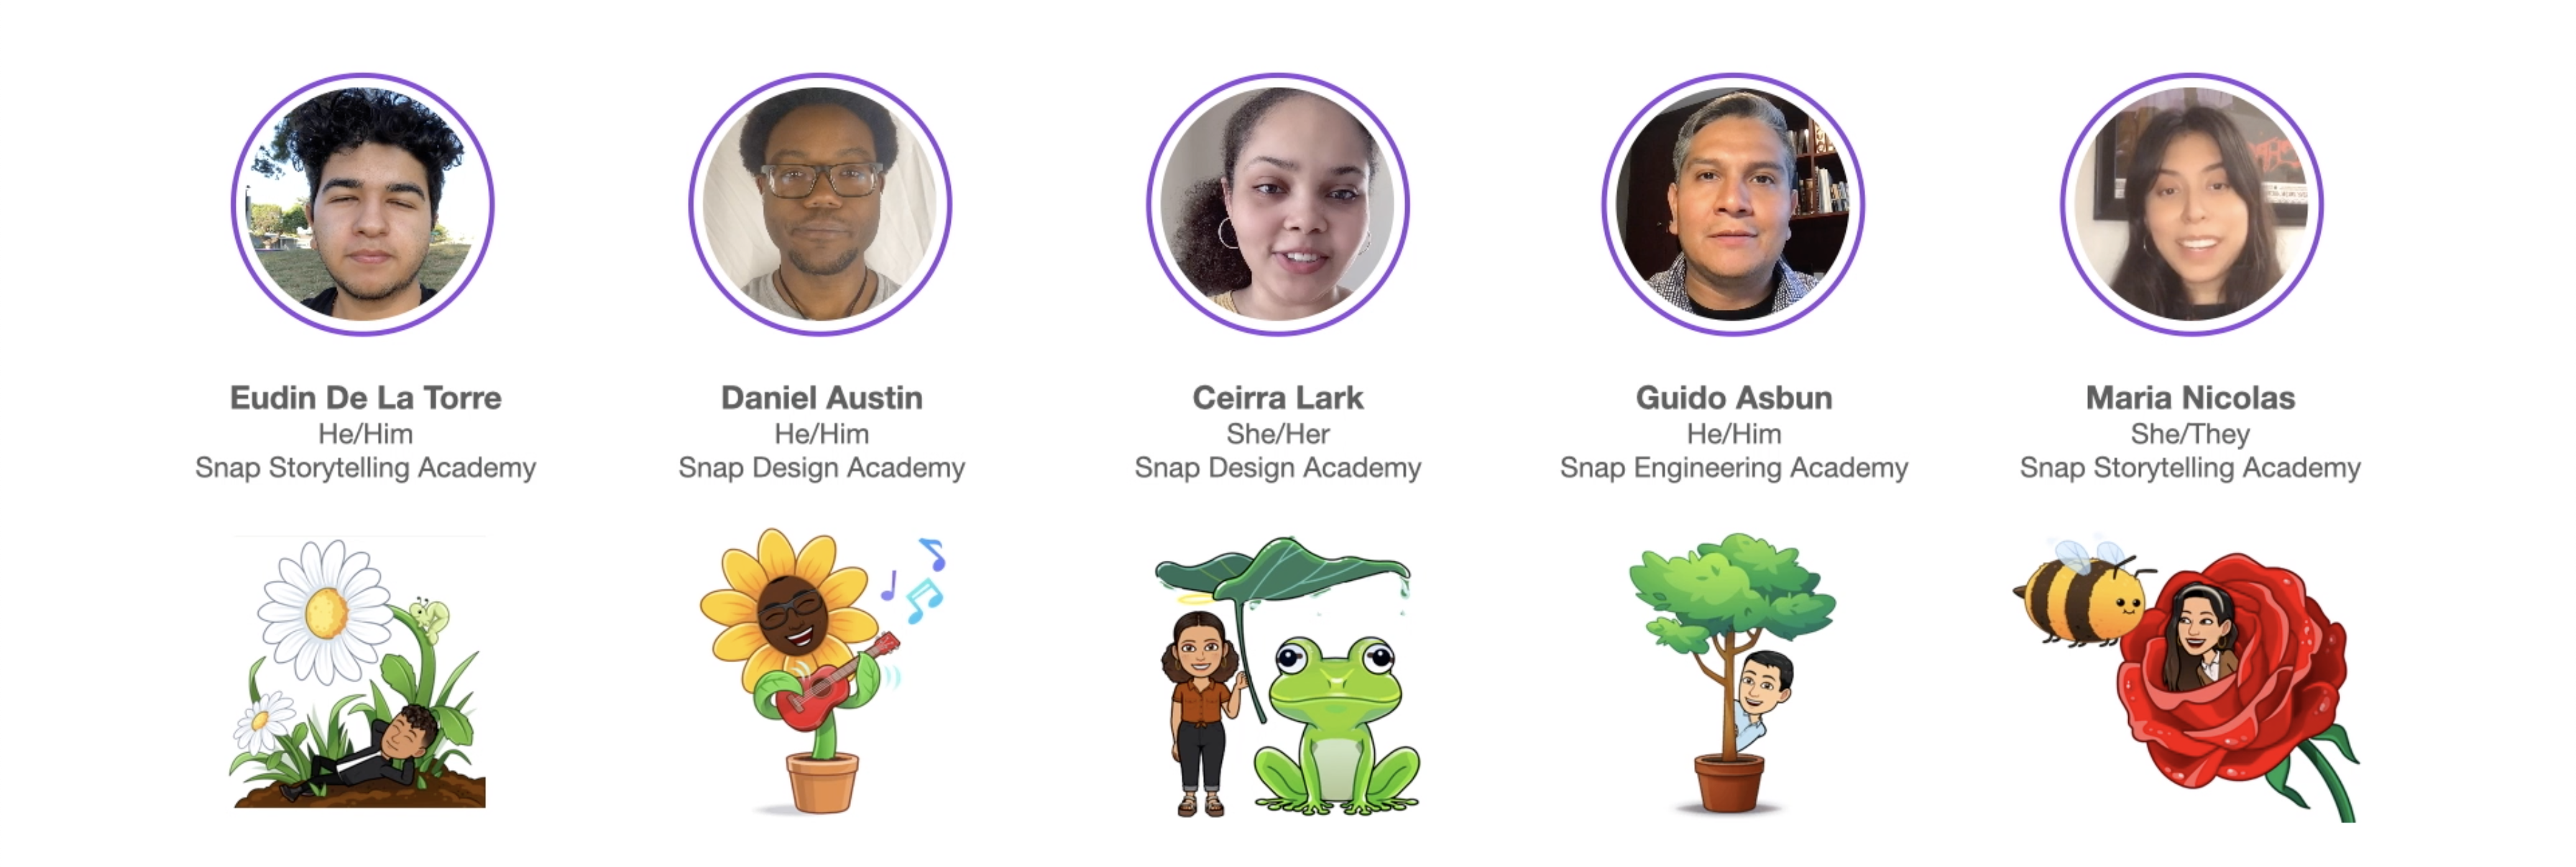 Eudin De La Torre
He/Him
Snap Storytelling Academy
Daniel Austin
He/Him
Snap Design Academy
Ceirra Lark
She/Her
Snap Design Academy
Guido Asbun
He/Him
Snap Engineering Academy
Maria Nicolas
She/They
Snap Storytelling Academy